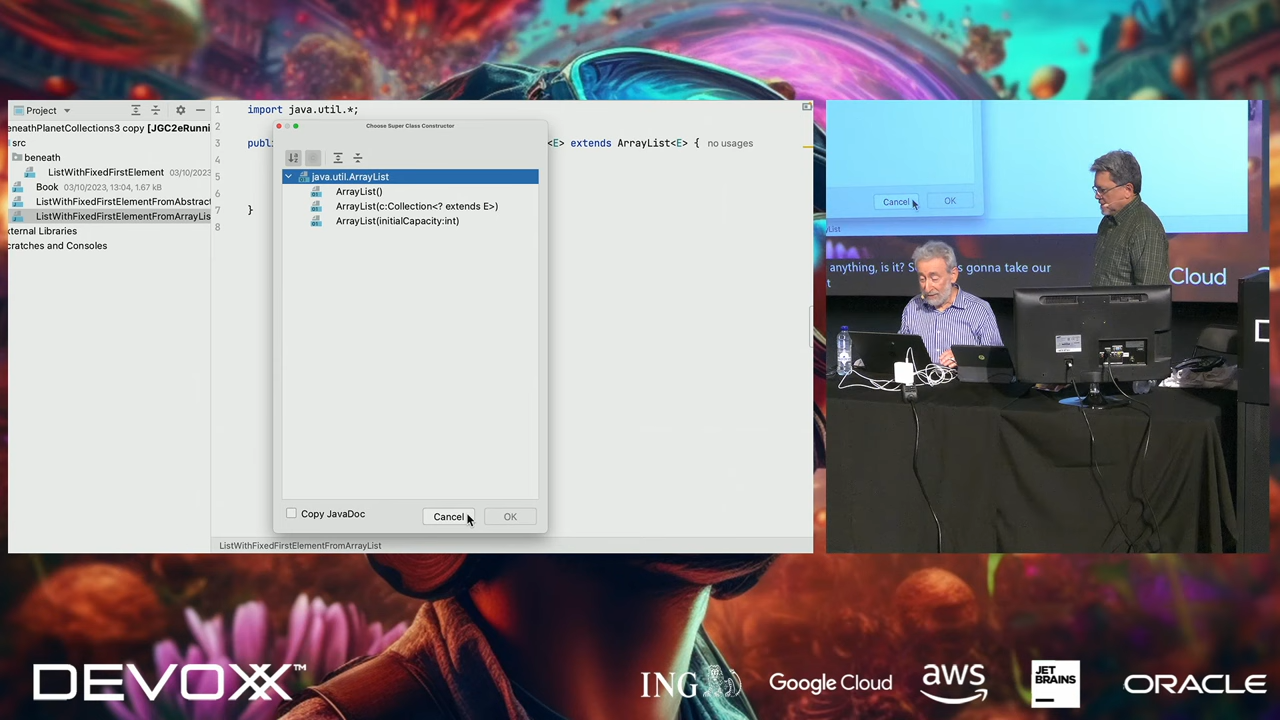 Project
eneathPlanetCollections3 copy [JGC2eRunni
src
beneath
ListWithFixedFirstElement 03/10/2023
Book 03/10/2023, 13:04, 1.67 kB
ListWithFixedFirstElementFromAbstract
ListWithFixedFirstElementFromArrayLis
xternal Libraries
cratches and Consoles
1 import java.util.*;
2
3 publ <E> extends ArrayList<E> { no usages
4
5
6
7 }
8
Choose Super Class Constructor
java.util.ArrayList
ArrayList()
ArrayList(c:Collection<? extends E>)
ArrayList(initialCapacity:int)
Copy JavaDoc
Cancel
OK
ListWithFixedFirstElementFromArrayList
Cancel
OK
yList
anything, is it? S s gonna take our
t
Cloud
D
DEVOXX™
ING
Google Cloud
aws
JET
BRAINS
ORACLE